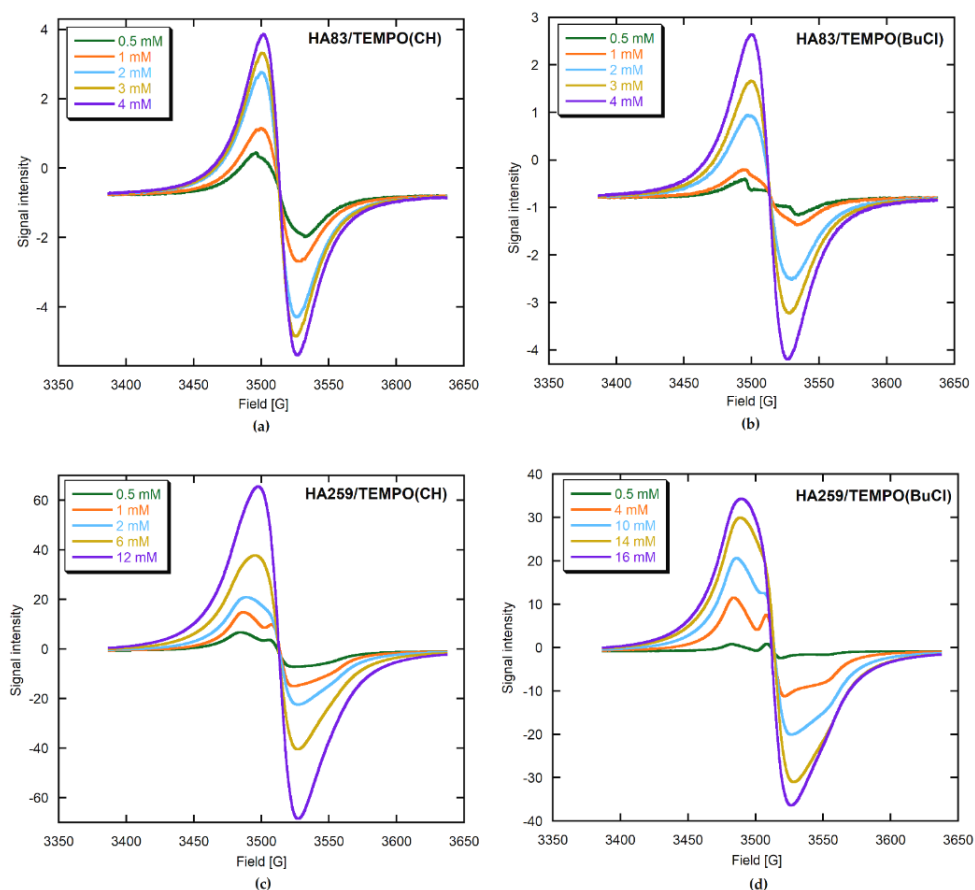 HA83/TEMPO(CH)
0.5 mM
1 mM
2 mM
3 mM
4 mM
Signal intensity
4
2
0
-2
-4
3350 3400 3450 3500 3550 3600 3650
Field [G]
(a)
HA83/TEMPO(BuCl)
0.5 mM
1 mM
2 mM
3 mM
4 mM
Signal intensity
3
2
1
0
-1
-2
-3
-4
3350 3400 3450 3500 3550 3600 3650
Field [G]
(b)
HA259/TEMPO(CH)
0.5 mM
1 mM
2 mM
6 mM
12 mM
Signal intensity
60
40
20
0
-20
-40
-60
3350 3400 3450 3500 3550 3600 3650
Field [G]
(c)
HA259/TEMPO(BuCl)
0.5 mM
4 mM
10 mM
14 mM
16 mM
Signal intensity
40
30
20
10
0
-10
-20
-30
-40
3350 3400 3450 3500 3550 3600 3650
Field [G]
(d)